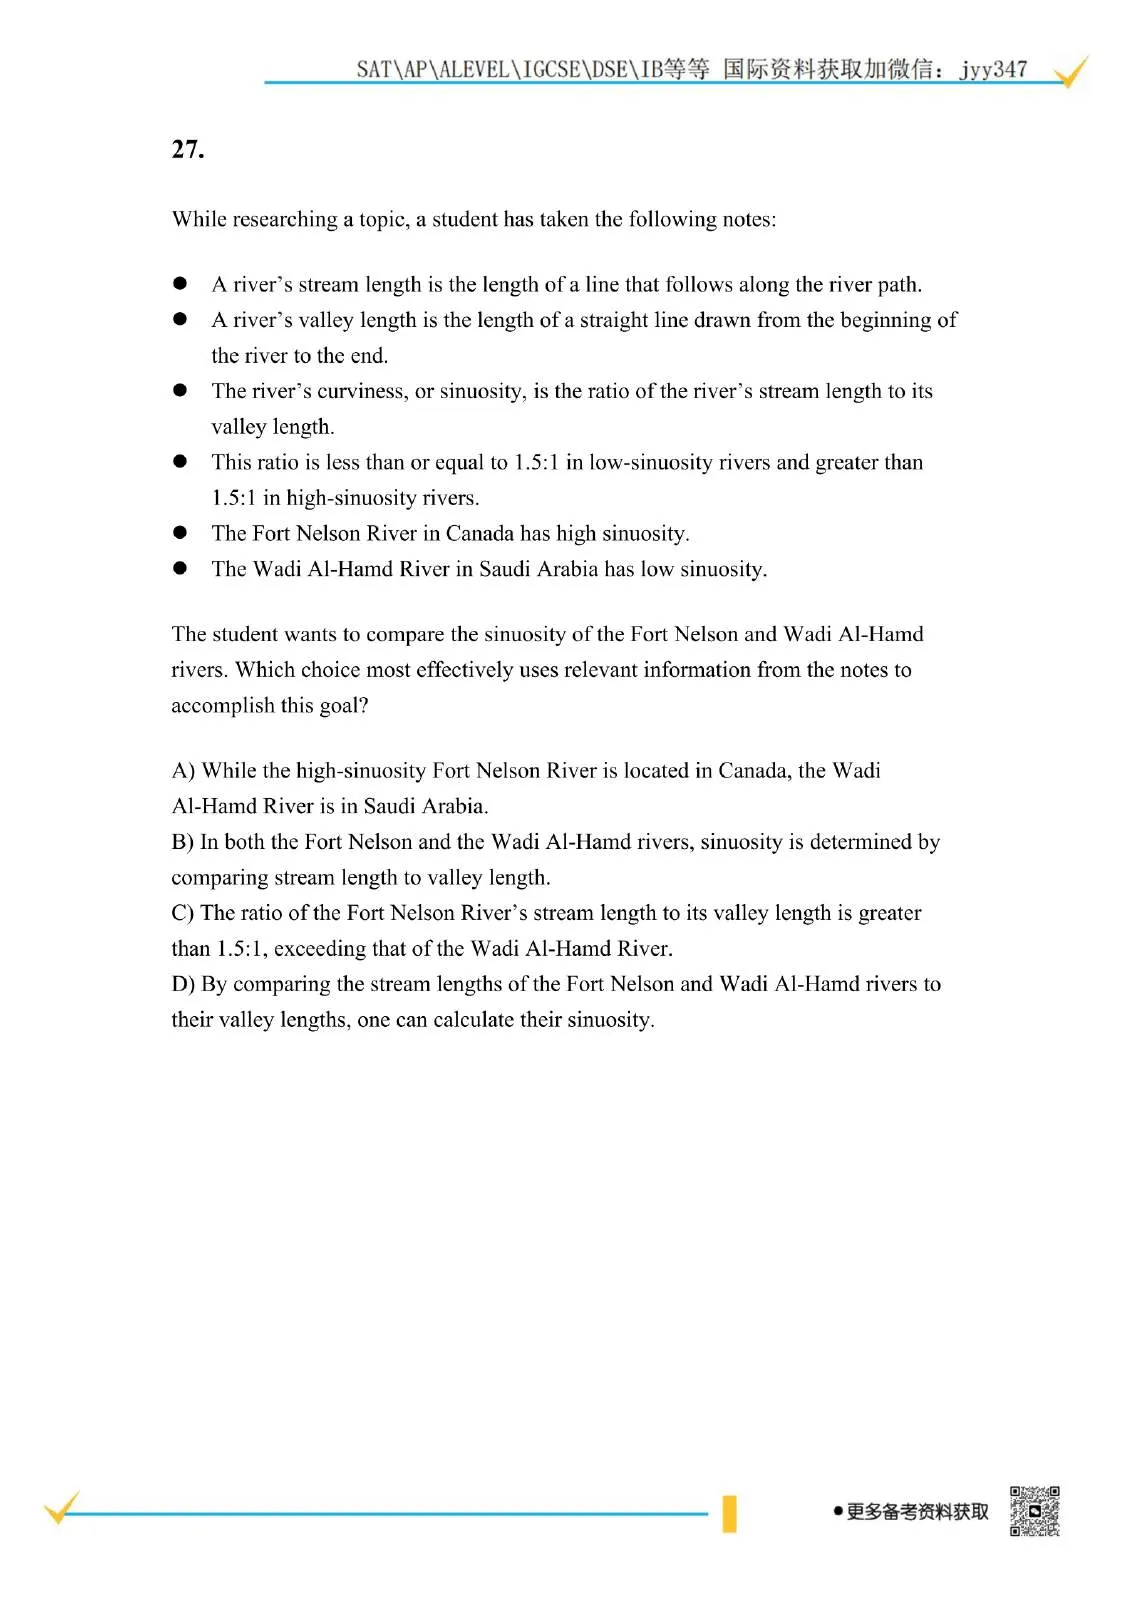 SAT\AP\ALEVEL\IGCSE\DSE\IB等等 国际资料获取加微信：jyy347
27.
While researching a topic, a student has taken the following notes:
● A river’s stream length is the length of a line that follows along the river path.
● A river’s valley length is the length of a straight line drawn from the beginning of
the river to the end.
● The river’s curviness, or sinuosity, is the ratio of the river’s stream length to its
valley length.
● This ratio is less than or equal to 1.5:1 in low-sinuosity rivers and greater than
1.5:1 in high-sinuosity rivers.
● The Fort Nelson River in Canada has high sinuosity.
● The Wadi Al-Hamd River in Saudi Arabia has low sinuosity.
The student wants to compare the sinuosity of the Fort Nelson and Wadi Al-Hamd
rivers. Which choice most effectively uses relevant information from the notes to
accomplish this goal?
A) While the high-sinuosity Fort Nelson River is located in Canada, the Wadi
Al-Hamd River is in Saudi Arabia.
B) In both the Fort Nelson and the Wadi Al-Hamd rivers, sinuosity is determined by
comparing stream length to valley length.
C) The ratio of the Fort Nelson River’s stream length to its valley length is greater
than 1.5:1, exceeding that of the Wadi Al-Hamd River.
D) By comparing the stream lengths of the Fort Nelson and Wadi Al-Hamd rivers to
their valley lengths, one can calculate their sinuosity.
●更多备考资料获取